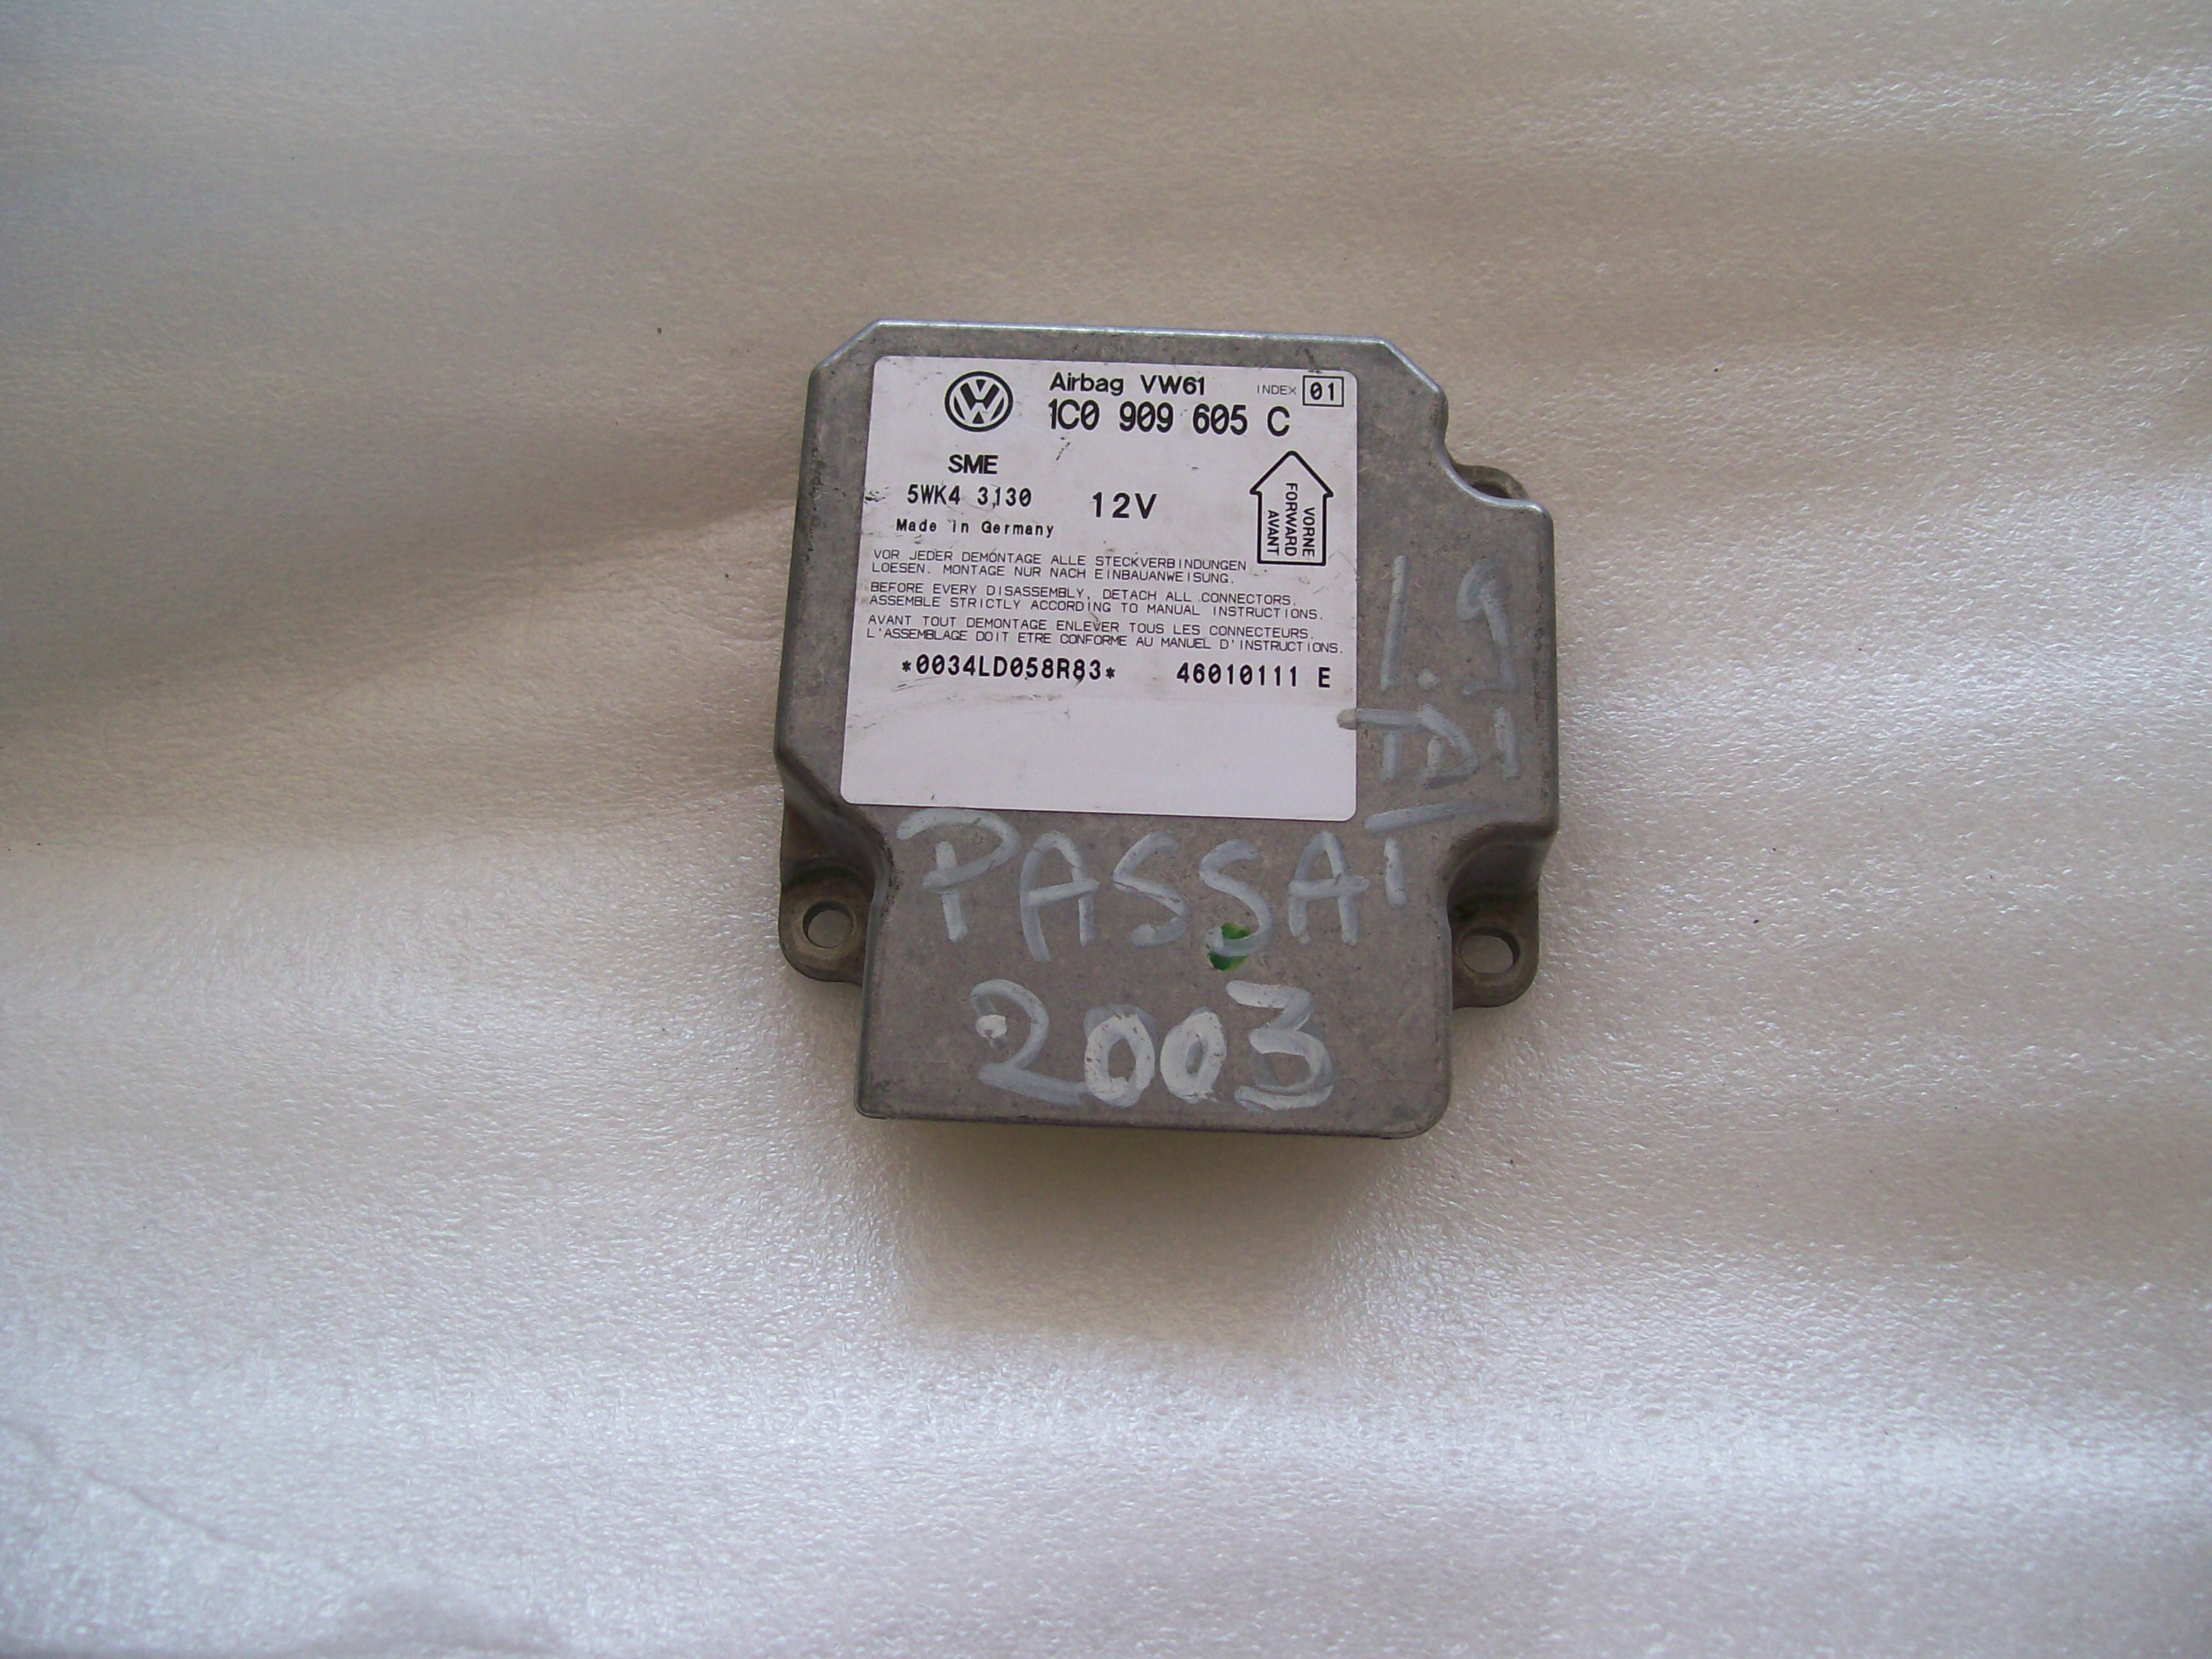 Airbag VW61 INDEX 01
1C0 909 605 C
SME
5WK4 3130 12V
Made in Germany
VORNE
FORWARD
AVANT
VOR JEDER DEMONTAGE ALLE STECKVERBINDUNGEN
LOESEN. MONTAGE NUR NACH EINBAUANWEISUNG.
BEFORE EVERY DISASSEMBLY, DETACH ALL CONNECTORS.
ASSEMBLE STRICTLY ACCORDING TO MANUAL INSTRUCTIONS.
AVANT TOUT DEMONTAGE ENLEVER TOUS LES CONNECTEURS.
L'ASSEMBLAGE DOIT ETRE CONFORME AU MANUEL D'INSTRUCTIONS.
*0034LD058R83* 46010111 E
1.9
TDI
PASSAT
2003